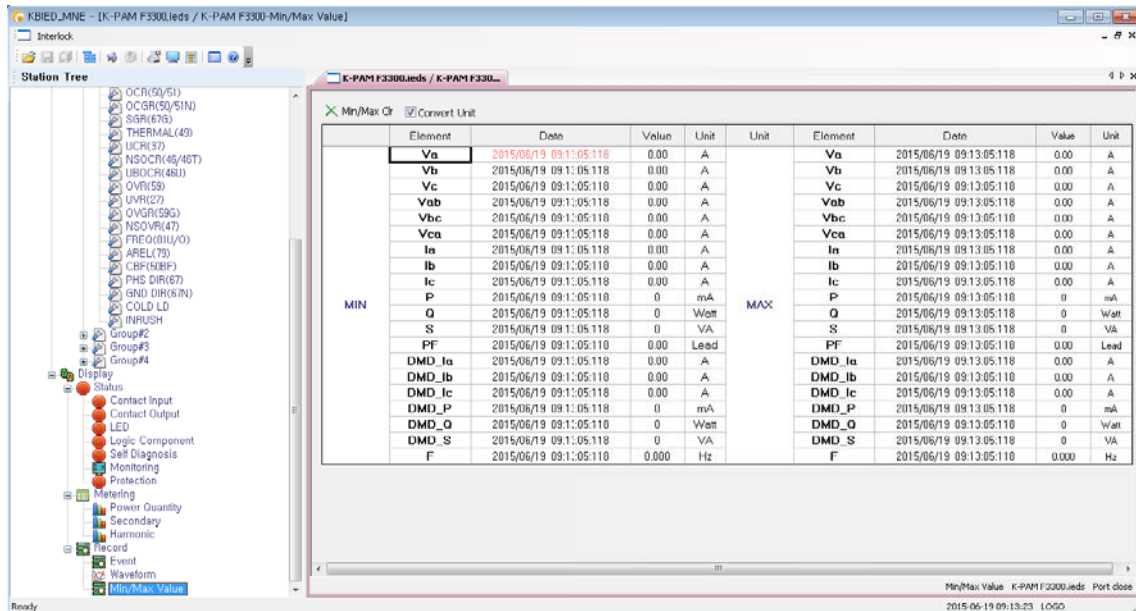 KBIED_MNE - [K-PAM F3300.ieds / K-PAM F3300-Min/Max Value]
Interlock
Station Tree
OCR(50/51)
OCGR(50/51N)
SGR(67G)
THERMAL(49)
UCR(37)
NSOCR(46/46T)
UBOCR(46U)
OVR(59)
UVR(27)
OVGR(59G)
NSOVR(47)
FREQ(81U/O)
AREL(79)
CBF(50BF)
PHS DIR(67)
GND DIR(67N)
COLD LD
INRUSH
Group#2
Group#3
Group#4
Display
Status
Contact Input
Contact Output
LED
Logic Component
Self Diagnosis
Monitoring
Protection
Metering
Power Quantity
Secondary
Harmonic
Record
Event
Waveform
Min/Max Value
K-PAM F3300.ieds / K-PAM F330...
Min/Max Clr Convert Unit
Element Date Value Unit Unit Element Date Value Unit
Va 2015/06/19 09:13:05:118 0.00 A Va 2015/06/19 09:13:05:118 0.00 A
Vb 2015/06/19 09:13:05:118 0.00 A Vb 2015/06/19 09:13:05:118 0.00 A
Vc 2015/06/19 09:13:05:118 0.00 A Vc 2015/06/19 09:13:05:118 0.00 A
Vab 2015/06/19 09:13:05:118 0.00 A Vab 2015/06/19 09:13:05:118 0.00 A
Vbc 2015/06/19 09:13:05:118 0.00 A Vbc 2015/06/19 09:13:05:118 0.00 A
Vca 2015/06/19 09:13:05:118 0.00 A Vca 2015/06/19 09:13:05:118 0.00 A
Ia 2015/06/19 09:13:05:118 0.00 A Ia 2015/06/19 09:13:05:118 0.00 A
Ib 2015/06/19 09:13:05:118 0.00 A Ib 2015/06/19 09:13:05:118 0.00 A
Ic 2015/06/19 09:13:05:118 0.00 A Ic 2015/06/19 09:13:05:118 0.00 A
MIN P 2015/06/19 09:13:05:118 0 mA MAX P 2015/06/19 09:13:05:118 0 mA
Q 2015/06/19 09:13:05:118 0 Watt Q 2015/06/19 09:13:05:118 0 Watt
S 2015/06/19 09:13:05:118 0 VA S 2015/06/19 09:13:05:118 0 VA
PF 2015/06/19 09:13:05:118 0.00 Lead PF 2015/06/19 09:13:05:118 0.00 Lead
DMD_Ia 2015/06/19 09:13:05:118 0.00 A DMD_Ia 2015/06/19 09:13:05:118 0.00 A
DMD_Ib 2015/06/19 09:13:05:118 0.00 A DMD_Ib 2015/06/19 09:13:05:118 0.00 A
DMD_Ic 2015/06/19 09:13:05:118 0.00 A DMD_Ic 2015/06/19 09:13:05:118 0.00 A
DMD_P 2015/06/19 09:13:05:118 0 mA DMD_P 2015/06/19 09:13:05:118 0 mA
DMD_Q 2015/06/19 09:13:05:118 0 Watt DMD_Q 2015/06/19 09:13:05:118 0 Watt
DMD_S 2015/06/19 09:13:05:118 0 VA DMD_S 2015/06/19 09:13:05:118 0 VA
F 2015/06/19 09:13:05:118 0.000 Hz F 2015/06/19 09:13:05:118 0.000 Hz
Min/Max Value K-PAM F3300.ieds Port close
Ready 2015-06-19 09:13:23 LOGO